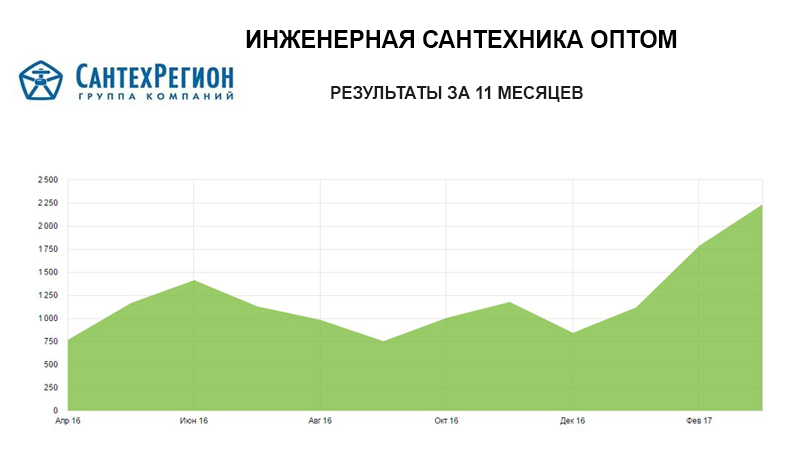 ИНЖЕНЕРНАЯ САНТЕХНИКА ОПТОМ
САНТЕХРЕГИОН
ГРУППА КОМПАНИЙ
РЕЗУЛЬТАТЫ ЗА 11 МЕСЯЦЕВ
2 500
2 250
2 000
1 750
1 500
1 250
1 000
750
500
250
0
Апр 16 Июн 16 Авг 16 Окт 16 Дек 16 Фев 17